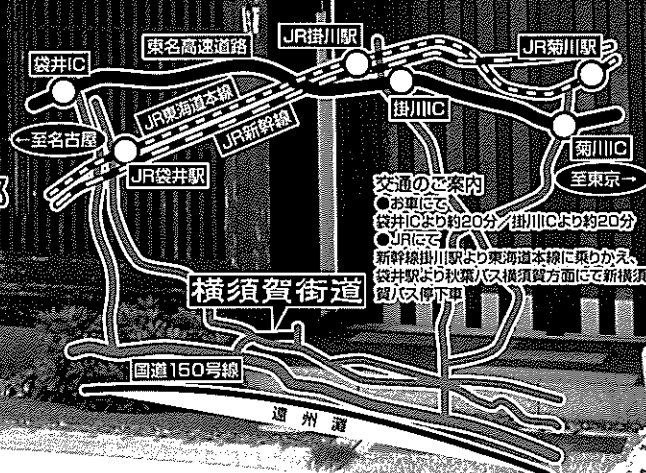 東名高速道路
JR掛川駅
JR菊川駅
袋井IC
JR東海道本線
JR新幹線
掛川IC
←至名古屋
JR袋井駅
菊川IC
至東京→
交通のご案内
●お車にて
袋井ICより約20分/掛川ICより約20分
●JRにて
新幹線掛川駅より東海道本線に乗りかえ、
袋井駅より秋葉バス横須賀方面にて新横須
賀バス停下車
横須賀街道
国道150号線
遠州灘